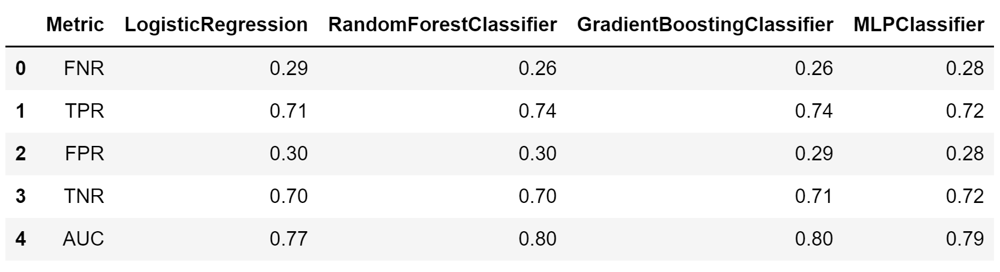 Metric LogisticRegression RandomForestClassifier GradientBoostingClassifier MLPClassifier
0 FNR 0.29 0.26 0.26 0.28
1 TPR 0.71 0.74 0.74 0.72
2 FPR 0.30 0.30 0.29 0.28
3 TNR 0.70 0.70 0.71 0.72
4 AUC 0.77 0.80 0.80 0.79